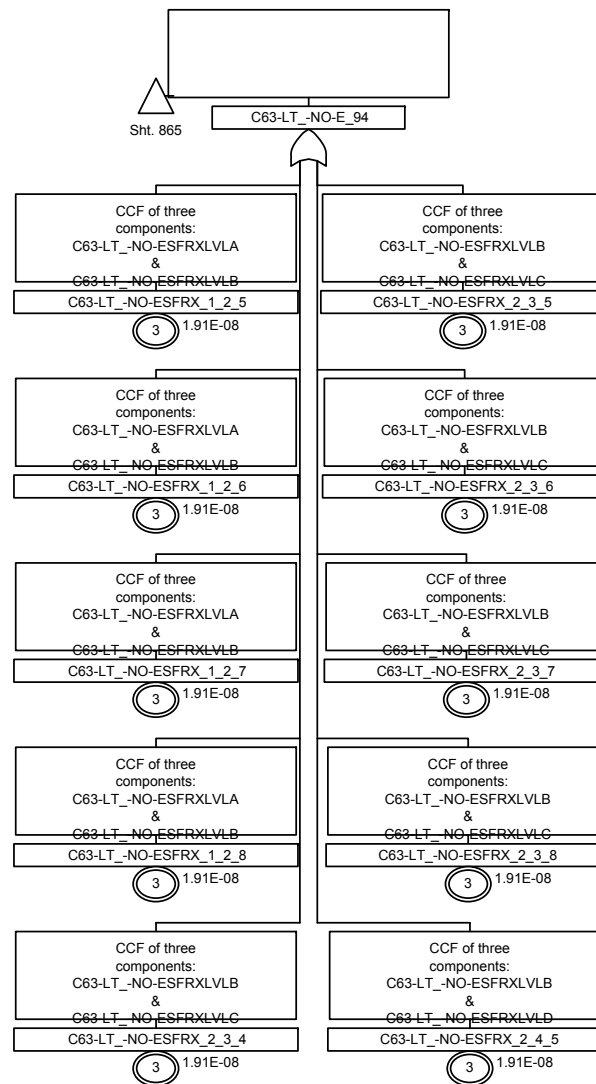 Sht. 865
C63-LT_-NO-E_94
CCF of three
components:
C63-LT_-NO-ESFRXLVLA
&
C63-LT_-NO-ESFRXLVLB
C63-LT_-NO-ESFRX_1_2_5
3
1.91E-08
CCF of three
components:
C63-LT_-NO-ESFRXLVLB
&
C63-LT_-NO-ESFRXLVLC
C63-LT_-NO-ESFRX_2_3_5
3
1.91E-08
CCF of three
components:
C63-LT_-NO-ESFRXLVLA
&
C63-LT_-NO-ESFRXLVLB
C63-LT_-NO-ESFRX_1_2_6
3
1.91E-08
CCF of three
components:
C63-LT_-NO-ESFRXLVLB
&
C63-LT_-NO-ESFRXLVLC
C63-LT_-NO-ESFRX_2_3_6
3
1.91E-08
CCF of three
components:
C63-LT_-NO-ESFRXLVLA
&
C63-LT_-NO-ESFRXLVLB
C63-LT_-NO-ESFRX_1_2_7
3
1.91E-08
CCF of three
components:
C63-LT_-NO-ESFRXLVLB
&
C63-LT_-NO-ESFRXLVLC
C63-LT_-NO-ESFRX_2_3_7
3
1.91E-08
CCF of three
components:
C63-LT_-NO-ESFRXLVLA
&
C63-LT_-NO-ESFRXLVLB
C63-LT_-NO-ESFRX_1_2_8
3
1.91E-08
CCF of three
components:
C63-LT_-NO-ESFRXLVLB
&
C63-LT_-NO-ESFRXLVLC
C63-LT_-NO-ESFRX_2_3_8
3
1.91E-08
CCF of three
components:
C63-LT_-NO-ESFRXLVLB
&
C63-LT_-NO-ESFRXLVLC
C63-LT_-NO-ESFRX_2_3_4
3
1.91E-08
CCF of three
components:
C63-LT_-NO-ESFRXLVLB
&
C63-LT_-NO-ESFRXLVLD
C63-LT_-NO-ESFRX_2_4_5
3
1.91E-08